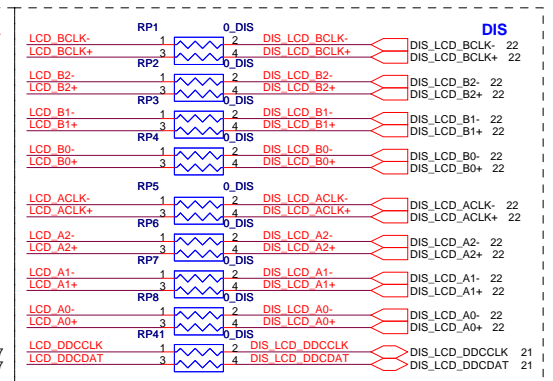 DIS
RP1 0_DIS
LCD_BCLK- 1 2 DIS_LCD_BCLK- DIS_LCD_BCLK- 22
LCD_BCLK+ 3 4 DIS_LCD_BCLK+ DIS_LCD_BCLK+ 22
RP2 0_DIS
LCD_B2- 1 2 DIS_LCD_B2- DIS_LCD_B2- 22
LCD_B2+ 3 4 DIS_LCD_B2+ DIS_LCD_B2+ 22
RP3 0_DIS
LCD_B1- 1 2 DIS_LCD_B1- DIS_LCD_B1- 22
LCD_B1+ 3 4 DIS_LCD_B1+ DIS_LCD_B1+ 22
RP4 0_DIS
LCD_B0- 1 2 DIS_LCD_B0- DIS_LCD_B0- 22
LCD_B0+ 3 4 DIS_LCD_B0+ DIS_LCD_B0+ 22
RP5 0_DIS
LCD_ACLK- 1 2 DIS_LCD_ACLK- DIS_LCD_ACLK- 22
LCD_ACLK+ 3 4 DIS_LCD_ACLK+ DIS_LCD_ACLK+ 22
RP6 0_DIS
LCD_A2- 1 2 DIS_LCD_A2- DIS_LCD_A2- 22
LCD_A2+ 3 4 DIS_LCD_A2+ DIS_LCD_A2+ 22
RP7 0_DIS
LCD_A1- 1 2 DIS_LCD_A1- DIS_LCD_A1- 22
LCD_A1+ 3 4 DIS_LCD_A1+ DIS_LCD_A1+ 22
RP8 0_DIS
LCD_A0- 1 2 DIS_LCD_A0- DIS_LCD_A0- 22
LCD_A0+ 3 4 DIS_LCD_A0+ DIS_LCD_A0+ 22
RP41 0_DIS
LCD_DDCCLK 1 2 DIS_LCD_DDCCLK DIS_LCD_DDCCLK 21
LCD_DDCDAT 3 4 DIS_LCD_DDCDAT DIS_LCD_DDCDAT 21